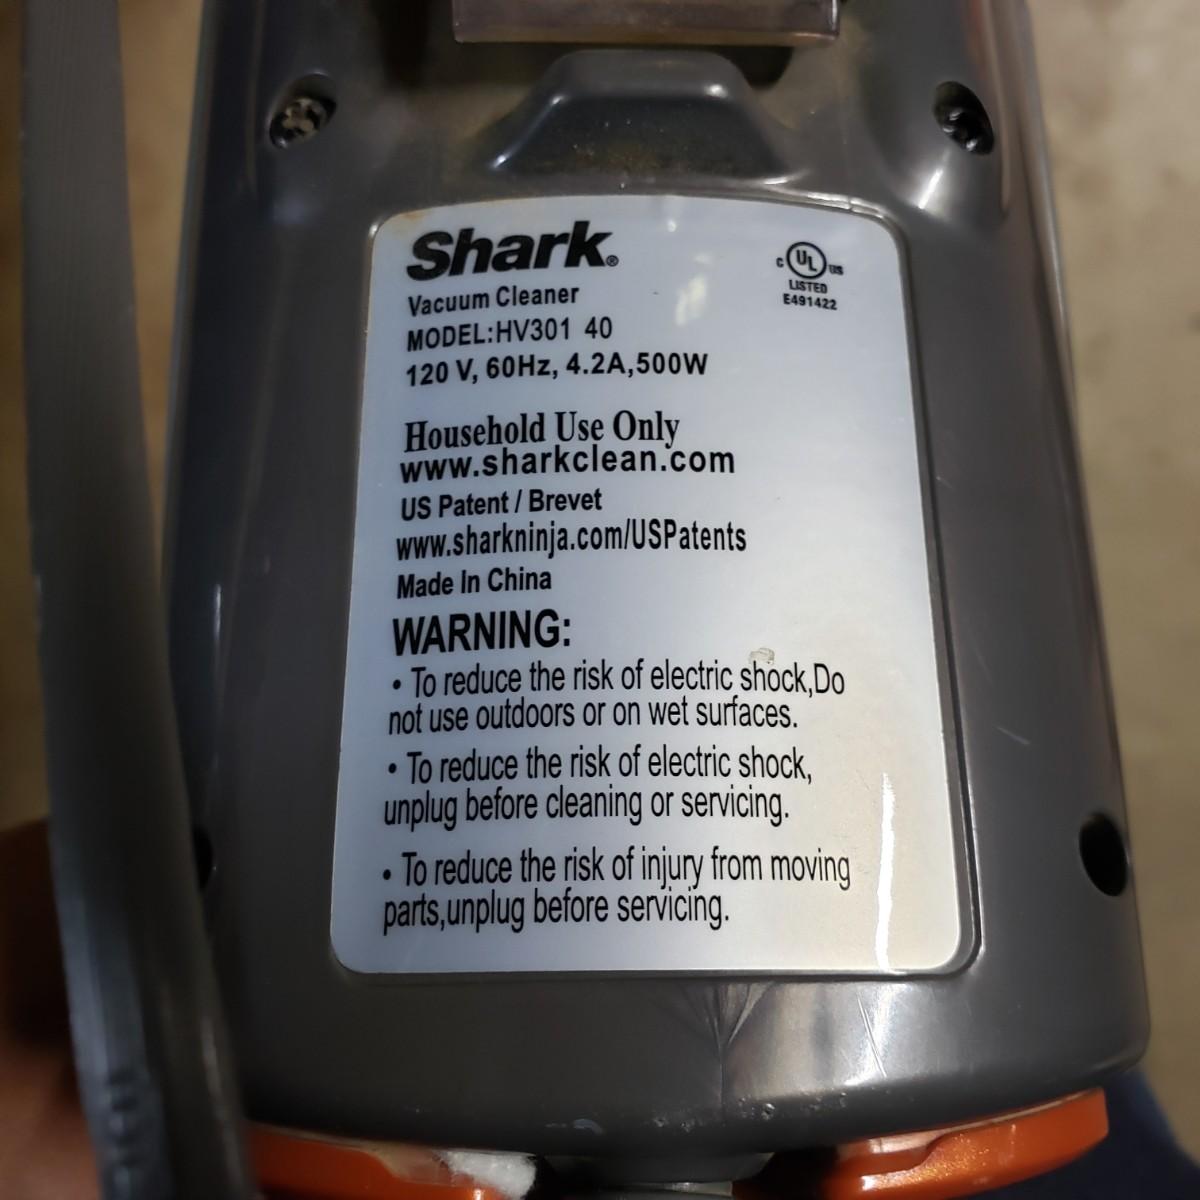 Shark®
Vacuum Cleaner
MODEL:HV301 40
120 V, 60Hz, 4.2A,500W
C UL US
LISTED
E491422
Household Use Only
www.sharkclean.com
US Patent / Brevet
www.sharkninja.com/USPatents
Made In China
WARNING:
• To reduce the risk of electric shock,Do
not use outdoors or on wet surfaces.
• To reduce the risk of electric shock,
unplug before cleaning or servicing.
• To reduce the risk of injury from moving
parts,unplug before servicing.